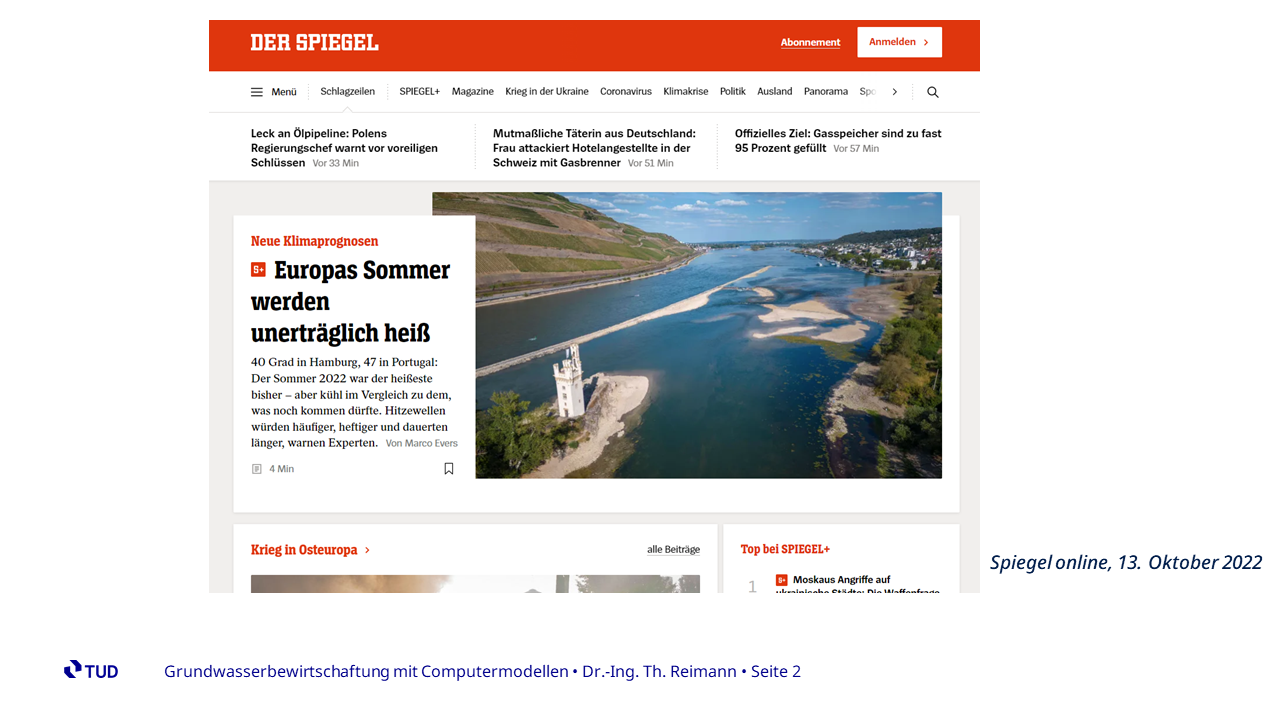 DER SPIEGEL
Abonnement
Anmelden
Menü
Schlagzeilen
SPIEGEL+
Magazine
Krieg in der Ukraine
Coronavirus
Klimakrise
Politik
Ausland
Panorama
Spo
Leck an Ölpipeline: Polens
Regierungschef warnt vor voreiligen
Schlüssen Vor 33 Min
Mutmaßliche Täterin aus Deutschland:
Frau attackiert Hotelangestellte in der
Schweiz mit Gasbrenner Vor 51 Min
Offizielles Ziel: Gasspeicher sind zu fast
95 Prozent gefüllt Vor 57 Min
Neue Klimaprognosen
S+ Europas Sommer
werden
unerträglich heiß
40 Grad in Hamburg, 47 in Portugal:
Der Sommer 2022 war der heißeste
bisher – aber kühl im Vergleich zu dem,
was noch kommen dürfte. Hitzewellen
würden häufiger, heftiger und dauerten
länger, warnen Experten. Von Marco Evers
4 Min
Krieg in Osteuropa
alle Beiträge
Top bei SPIEGEL+
1
S+ Moskaus Angriffe auf
ukrainische Städte: Die Waffenfrage
Spiegel online, 13. Oktober 2022
TUD
Grundwasserbewirtschaftung mit Computermodellen • Dr.-Ing. Th. Reimann • Seite 2